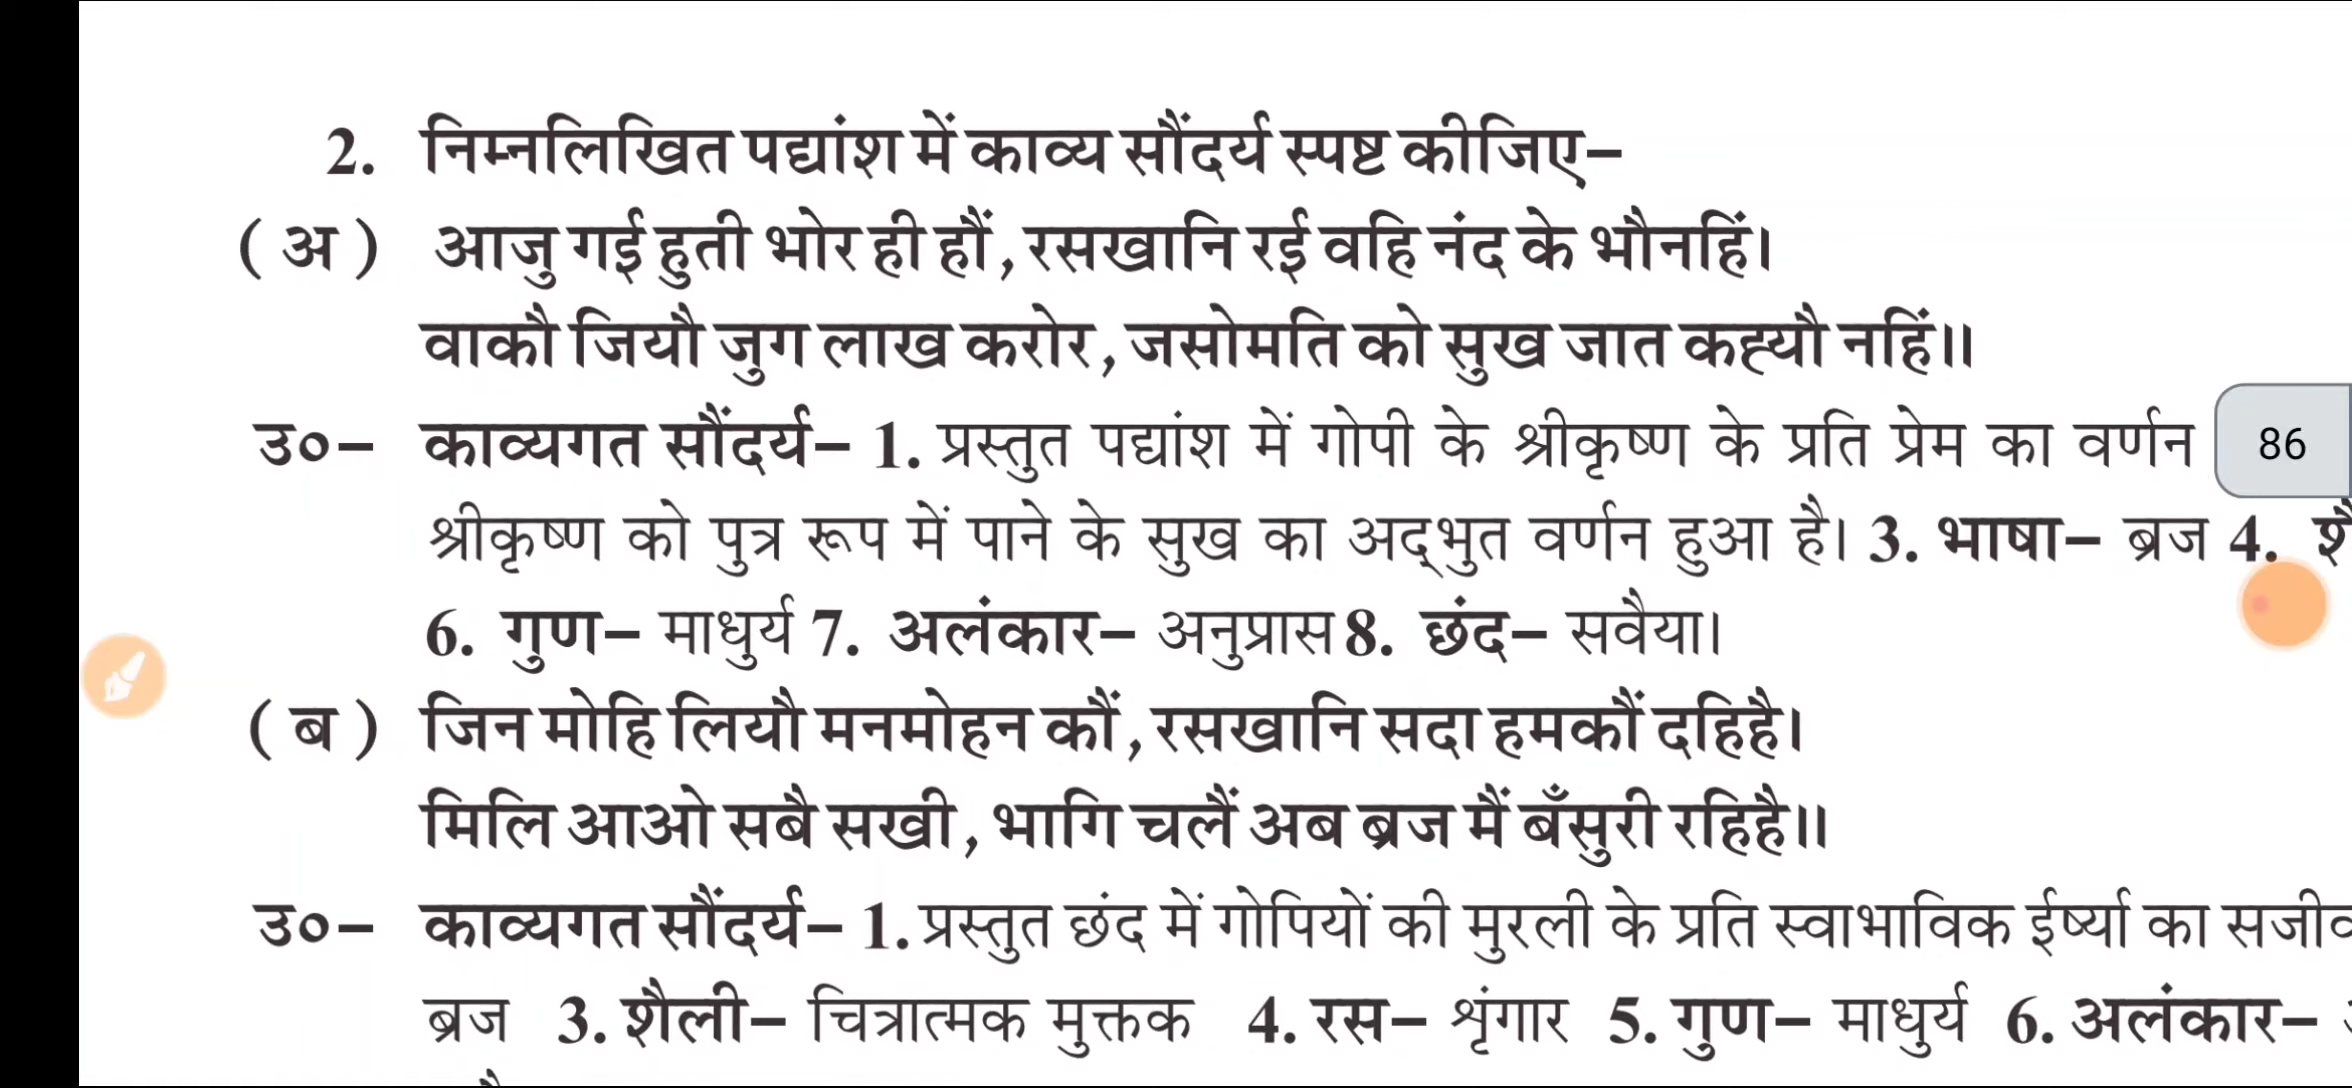 2. निम्नलिखित पद्यांश में काव्य सौंदर्य स्पष्ट कीजिए–
(अ) आजु गई हुती भोर ही हौं, रसखानि रई वहि नंद के भौनहिं।
वाकौ जियौ जुग लाख करोर, जसोमति को सुख जात कह्यौ नहिं॥
उ०– काव्यगत सौंदर्य– 1. प्रस्तुत पद्यांश में गोपी के श्रीकृष्ण के प्रति प्रेम का वर्णन
86
श्रीकृष्ण को पुत्र रूप में पाने के सुख का अद्भुत वर्णन हुआ है। 3. भाषा– ब्रज 4.
6. गुण– माधुर्य 7. अलंकार– अनुप्रास 8. छंद– सवैया।
(ब) जिन मोहि लियौ मनमोहन कौं, रसखानि सदा हमकौं दहिहै।
मिलि आओ सबै सखी, भागि चलैं अब ब्रज मैं बँसुरी रहिहै॥
उ०– काव्यगत सौंदर्य– 1. प्रस्तुत छंद में गोपियों की मुरली के प्रति स्वाभाविक ईर्ष्या का
ब्रज 3. शैली– चित्रात्मक मुक्तक 4. रस– शृंगार 5. गुण– माधुर्य 6. अलंकार–